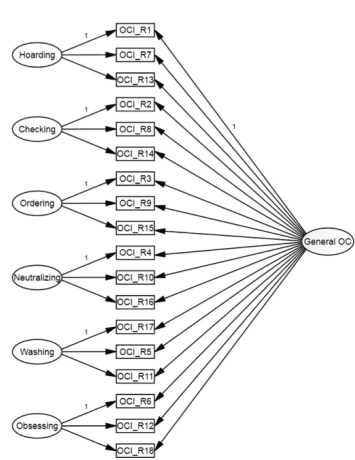 1
OCI_R1
Hoarding
OCI_R7
OCI_R13
1
OCI_R2
Checking
OCI_R8
OCI_R14
1
OCI_R3
Ordering
OCI_R9
OCI_R15
1
OCI_R4
Neutralizing
OCI_R10
OCI_R16
1
OCI_R17
Washing
OCI_R5
OCI_R11
1
OCI_R6
Obsessing
OCI_R12
OCI_R18
1
General OC